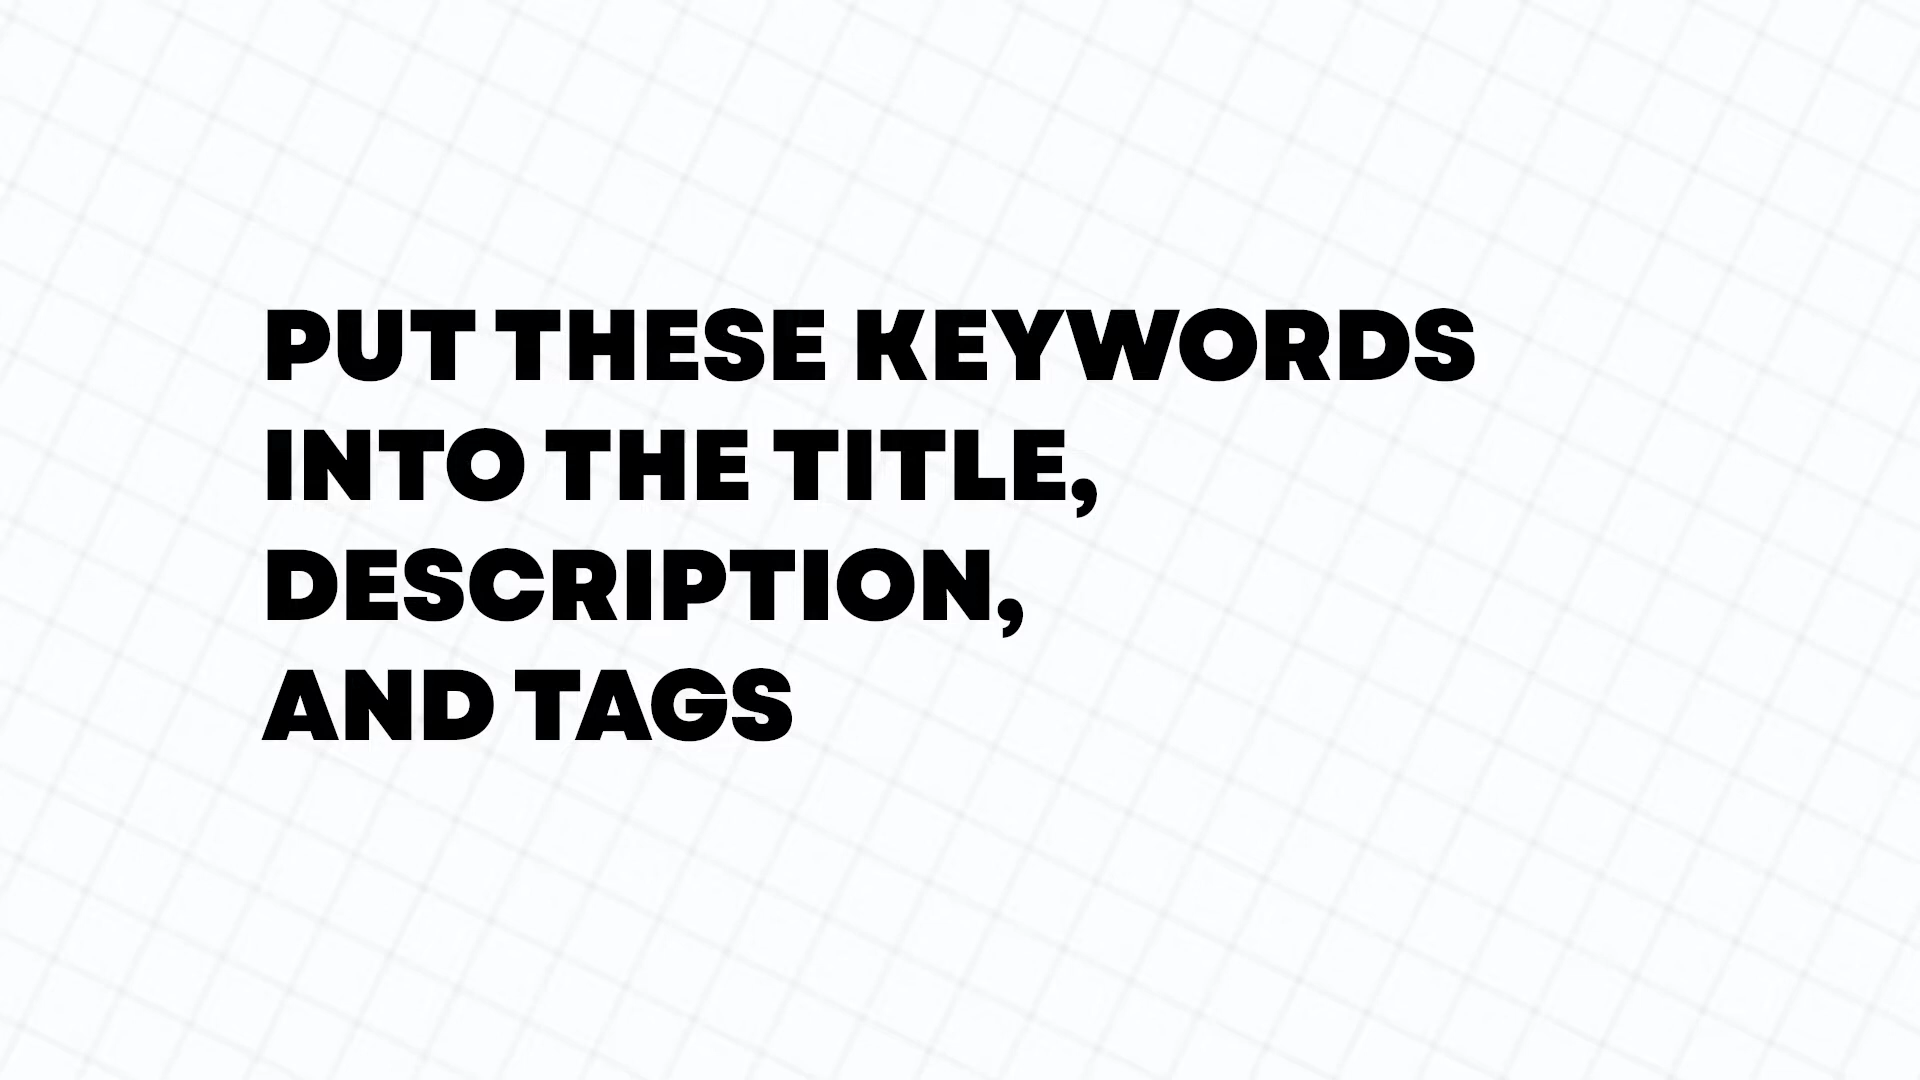 PUT THESE KEYWORDS
INTO THE TITLE,
DESCRIPTION,
AND TAGS